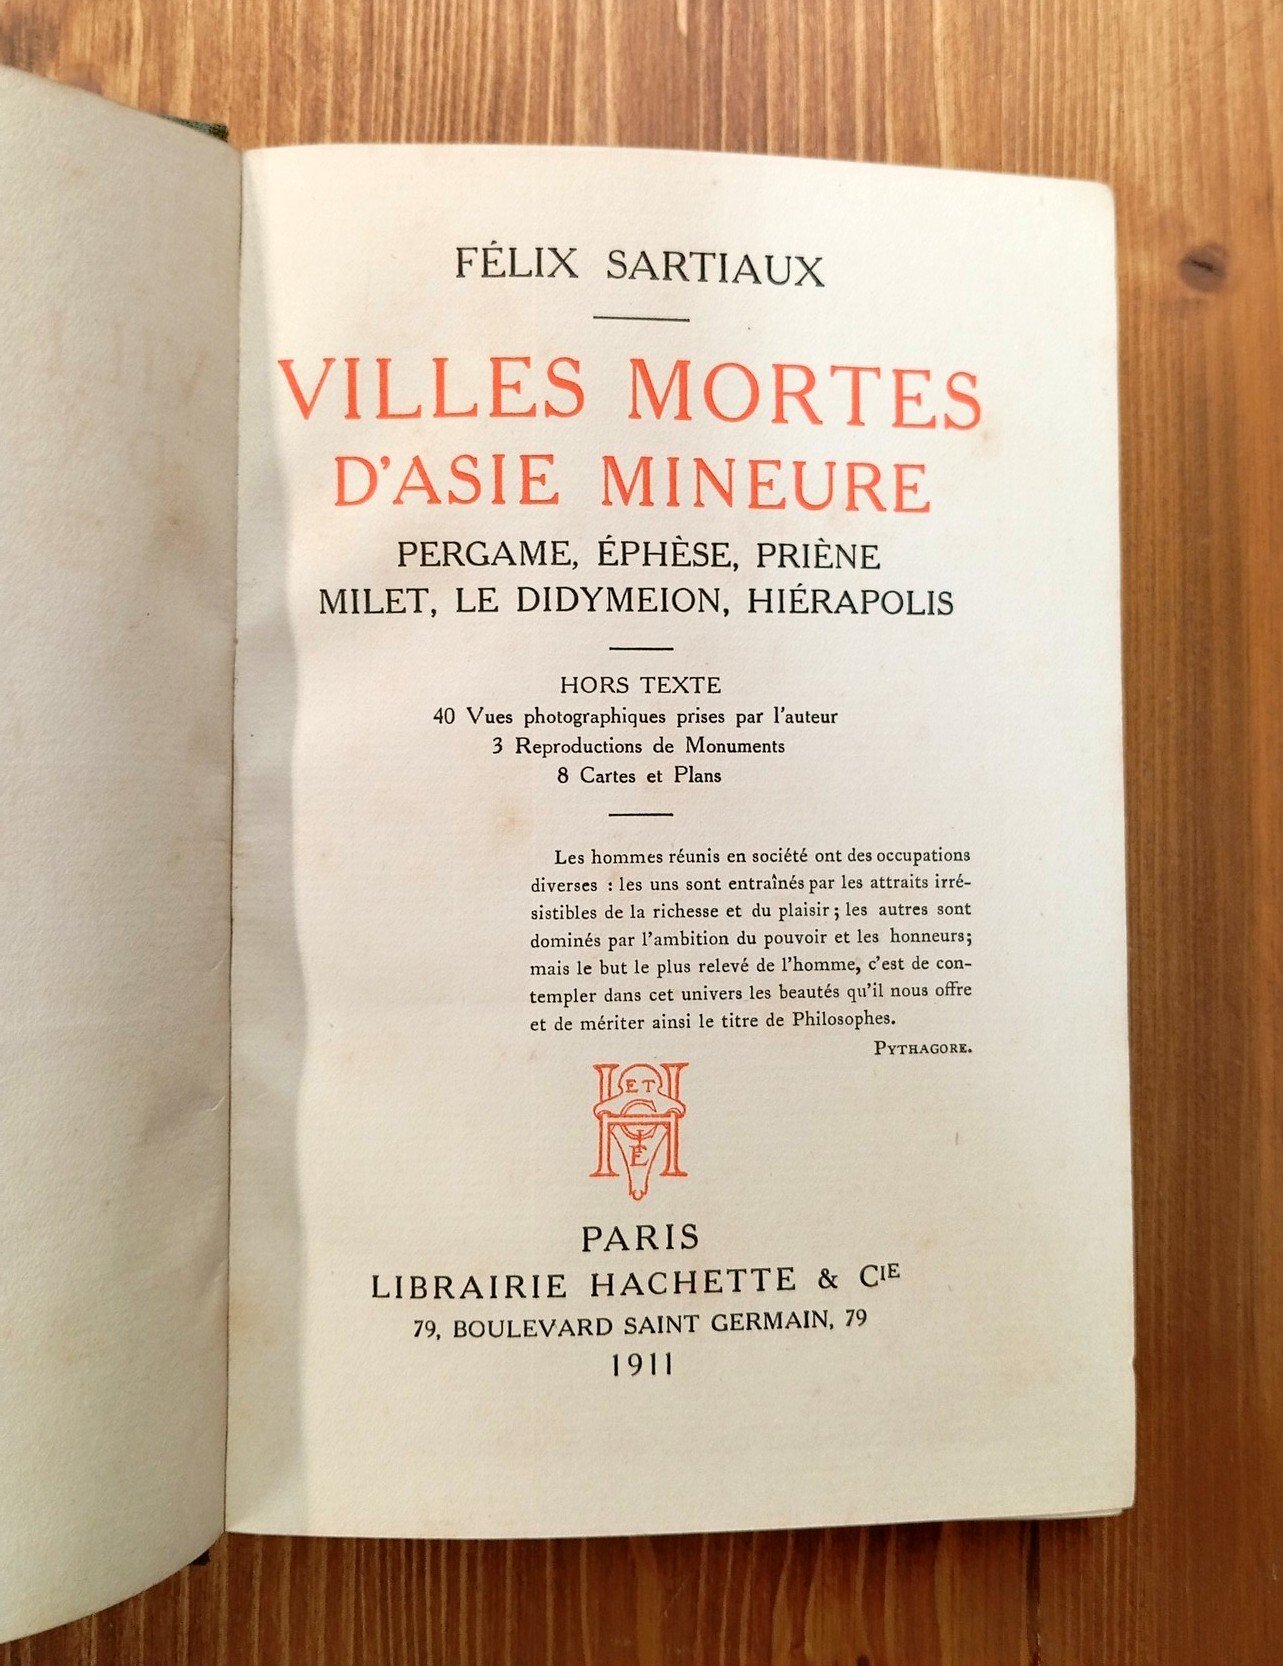 FÉLIX SARTIAUX
VILLES MORTES
D'ASIE MINEURE
PERGAME, ÉPHÈSE, PRIÈNE
MILET, LE DIDYMEION, HIÉRAPOLIS
HORS TEXTE
40 Vues photographiques prises par l'auteur
3 Reproductions de Monuments
8 Cartes et Plans
Les hommes réunis en société ont des occupations
diverses : les uns sont entraînés par les attraits irré-
sistibles de la richesse et du plaisir ; les autres sont
dominés par l'ambition du pouvoir et les honneurs ;
mais le but le plus relevé de l'homme, c'est de con-
templer dans cet univers les beautés qu'il nous offre
et de mériter ainsi le titre de Philosophes.
PYTHAGORE.
ET
PARIS
LIBRAIRIE HACHETTE & CIE
79, BOULEVARD SAINT GERMAIN, 79
1911